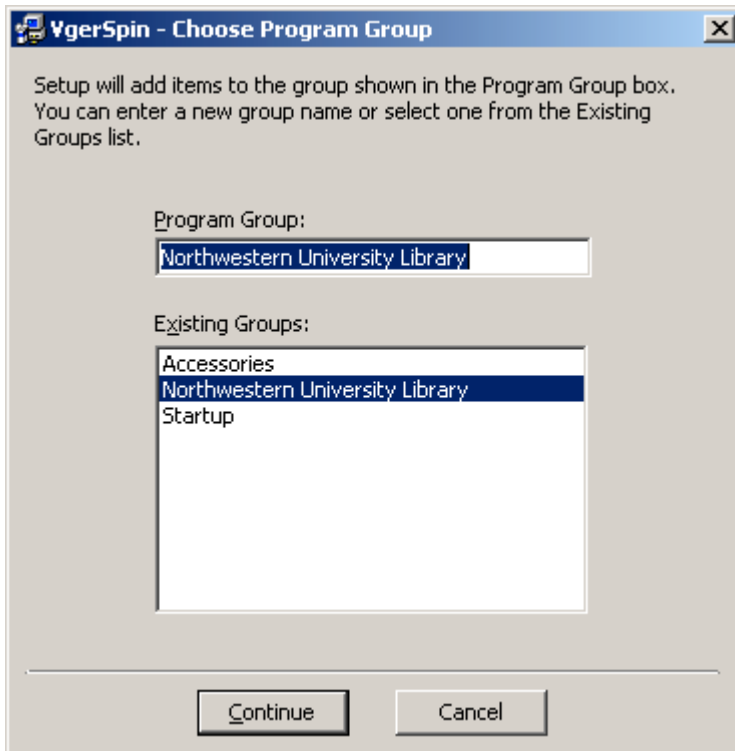 VgerSpin - Choose Program Group
Setup will add items to the group shown in the Program Group box.
You can enter a new group name or select one from the Existing
Groups list.
Program Group:
Northwestern University Library
Existing Groups:
Accessories
Northwestern University Library
Startup
Continue
Cancel